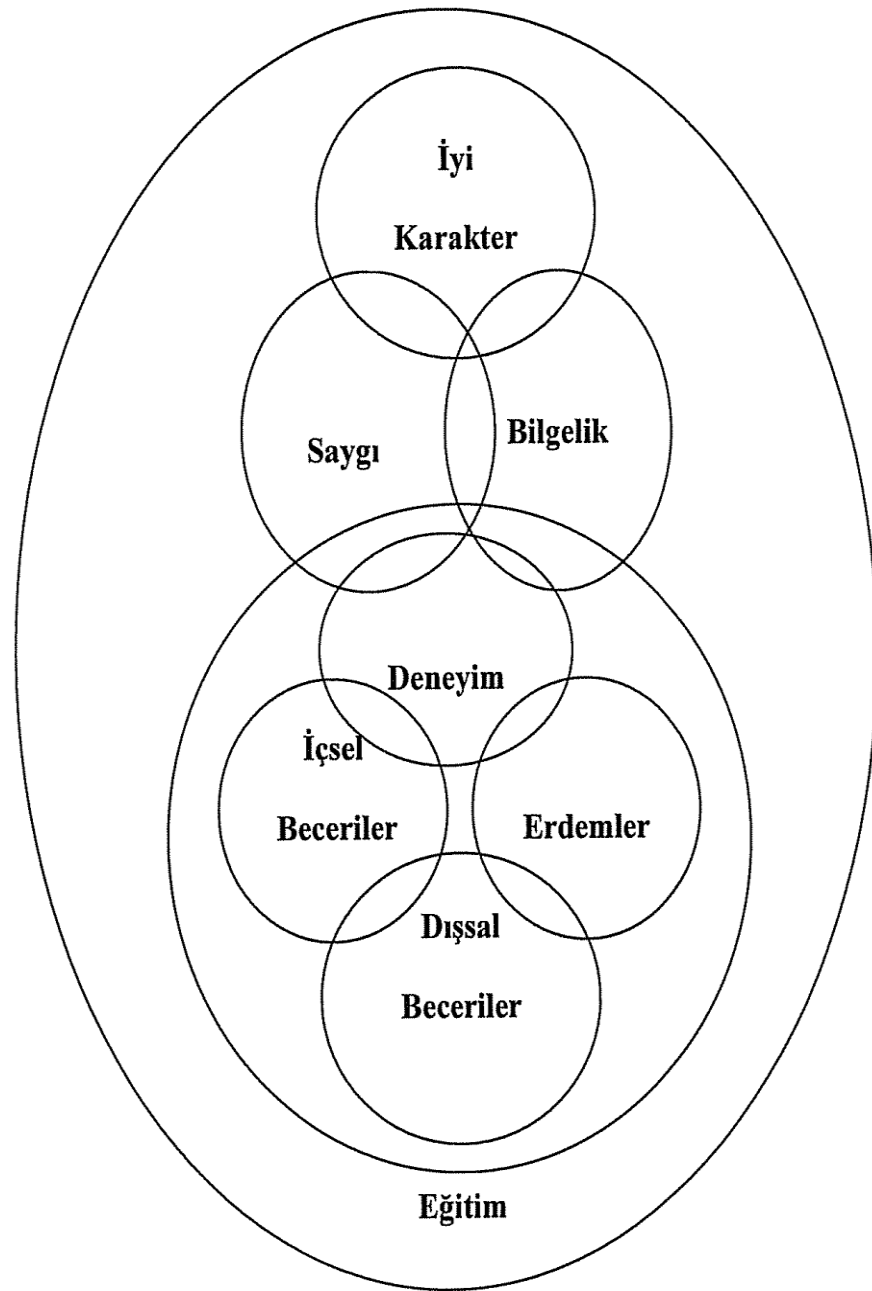 İyi
Karakter
Saygı
Bilgelik
Deneyim
İçsel
Beceriler
Erdemler
Dışsal
Beceriler
Eğitim